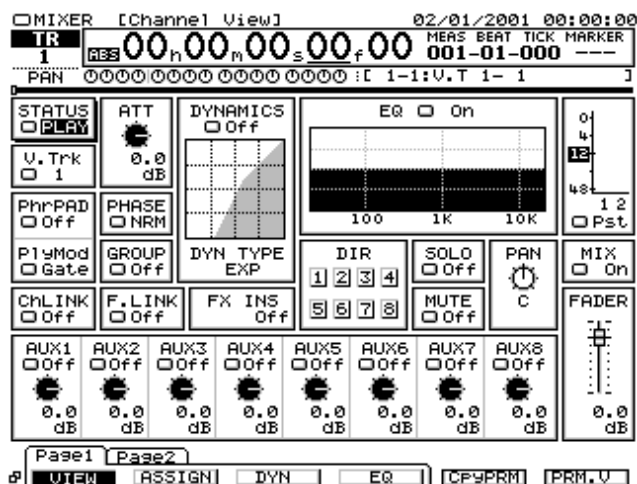 MIXER [Channel View] 02/01/2001 00:00:00
TR 1 ABS 00h00m00s00f00 MEAS BEAT TICK MARKER
001-01-000 ---
PAN :[ 1-1:V.T 1- 1 ]
STATUS ATT DYNAMICS EQ On
PLAY Off
V.Trk 0.0
1 dB
0
4
12
48
1 2
PhrPAD PHASE 100 1K 10K
Off NRM Pst
PlyMod GROUP DYN TYPE DIR SOLO PAN MIX
Gate Off EXP 1 2 3 4 Off On
ChLINK F.LINK FX INS 5 6 7 8 MUTE C FADER
Off Off Off Off
AUX1 AUX2 AUX3 AUX4 AUX5 AUX6 AUX7 AUX8
Off Off Off Off Off Off Off Off
0.0 0.0 0.0 0.0 0.0 0.0 0.0 0.0 0.0
dB dB dB dB dB dB dB dB dB
Page1 Page2
VIEW ASSIGN DYN EQ CpyPRM PRM.V